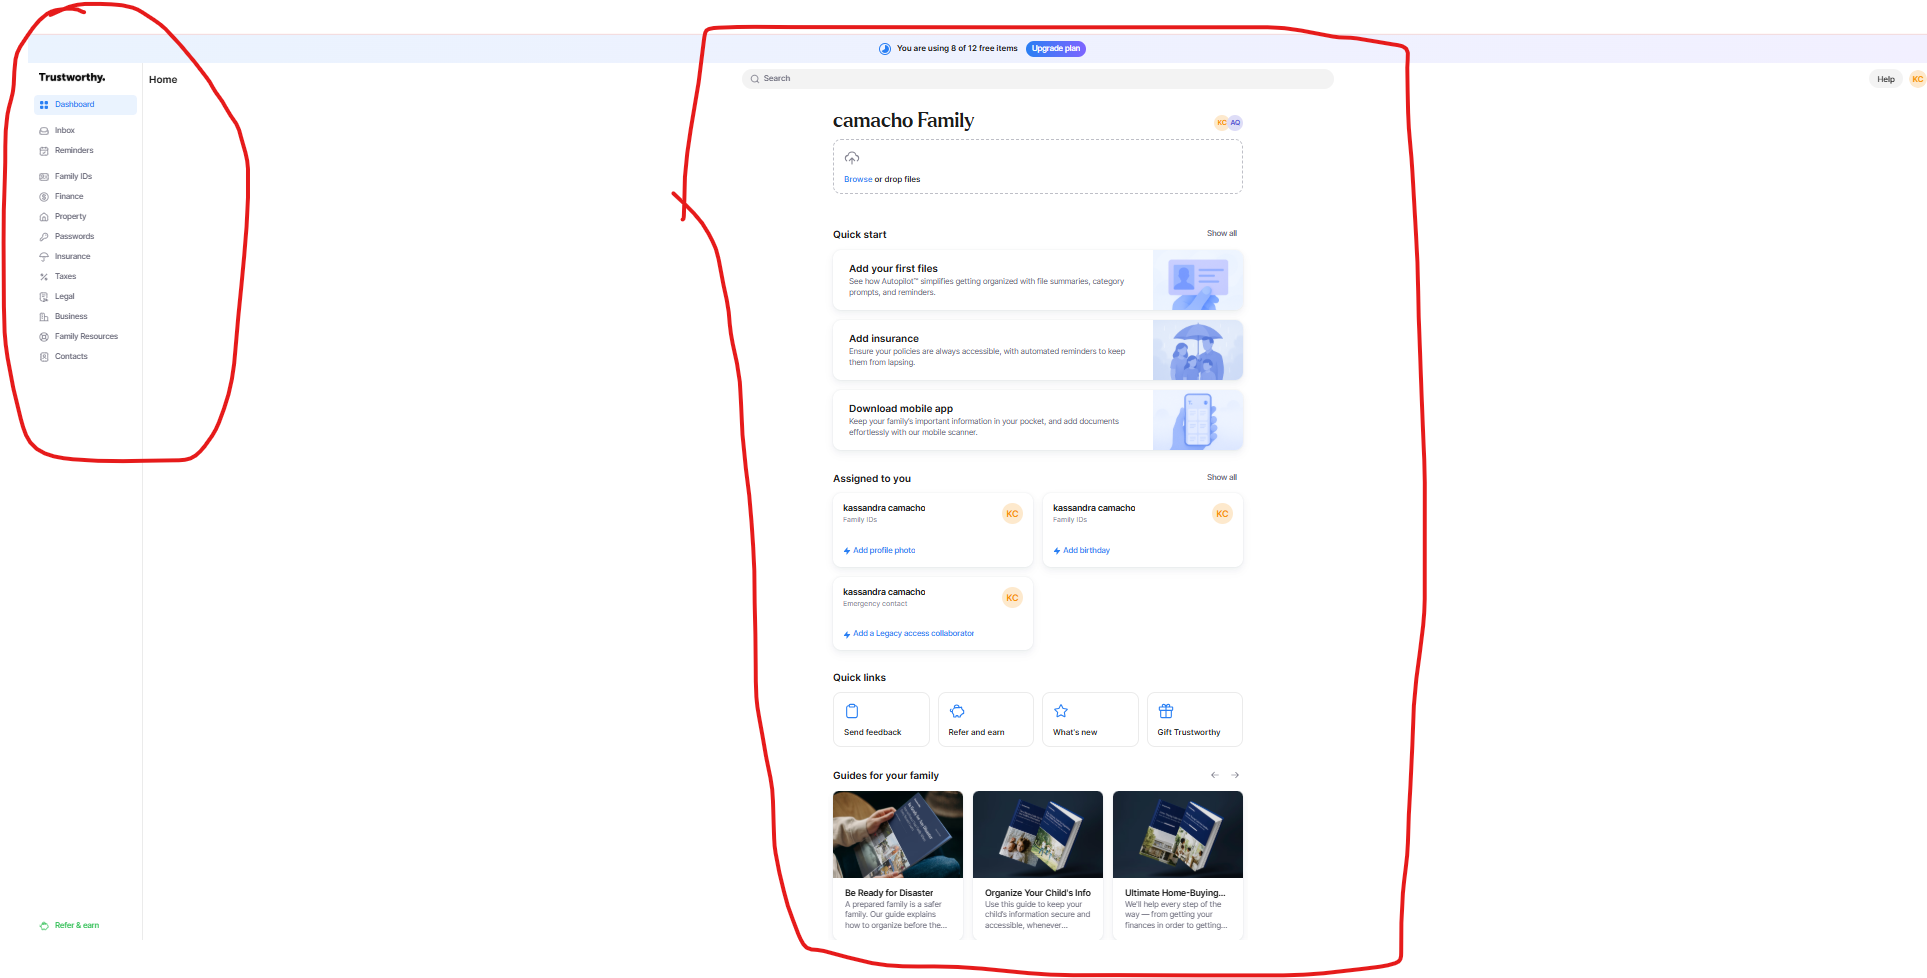 You are using 8 of 12 free items
Upgrade plan
Trustworthy.
Home
Search
Help
KC
Dashboard
Inbox
Reminders
Family IDs
Finance
Property
Passwords
Insurance
Taxes
Legal
Business
Family Resources
Contacts
Refer & earn
camacho Family
KC
AQ
Browse or drop files
Quick start
Show all
Add your first files
See how Autopilot™ simplifies getting organized with file summaries, category
prompts, and reminders.
Add insurance
Ensure your policies are always accessible, with automated reminders to keep
them from lapsing.
Download mobile app
Keep your family's important information in your pocket, and add documents
effortlessly with our mobile scanner.
Assigned to you
Show all
kassandra camacho
KC
Family IDs
Add profile photo
kassandra camacho
KC
Family IDs
Add birthday
kassandra camacho
KC
Emergency contact
Add a Legacy access collaborator
Quick links
Send feedback
Refer and earn
What's new
Gift Trustworthy
Guides for your family
Be Ready for Disaster
A prepared family is a safer
family. Our guide explains
how to organize before the...
Organize Your Child's Info
Use this guide to keep your
child's information secure and
accessible, whenever...
Ultimate Home-Buying...
We'll help every step of the
way — from getting your
finances in order to getting...